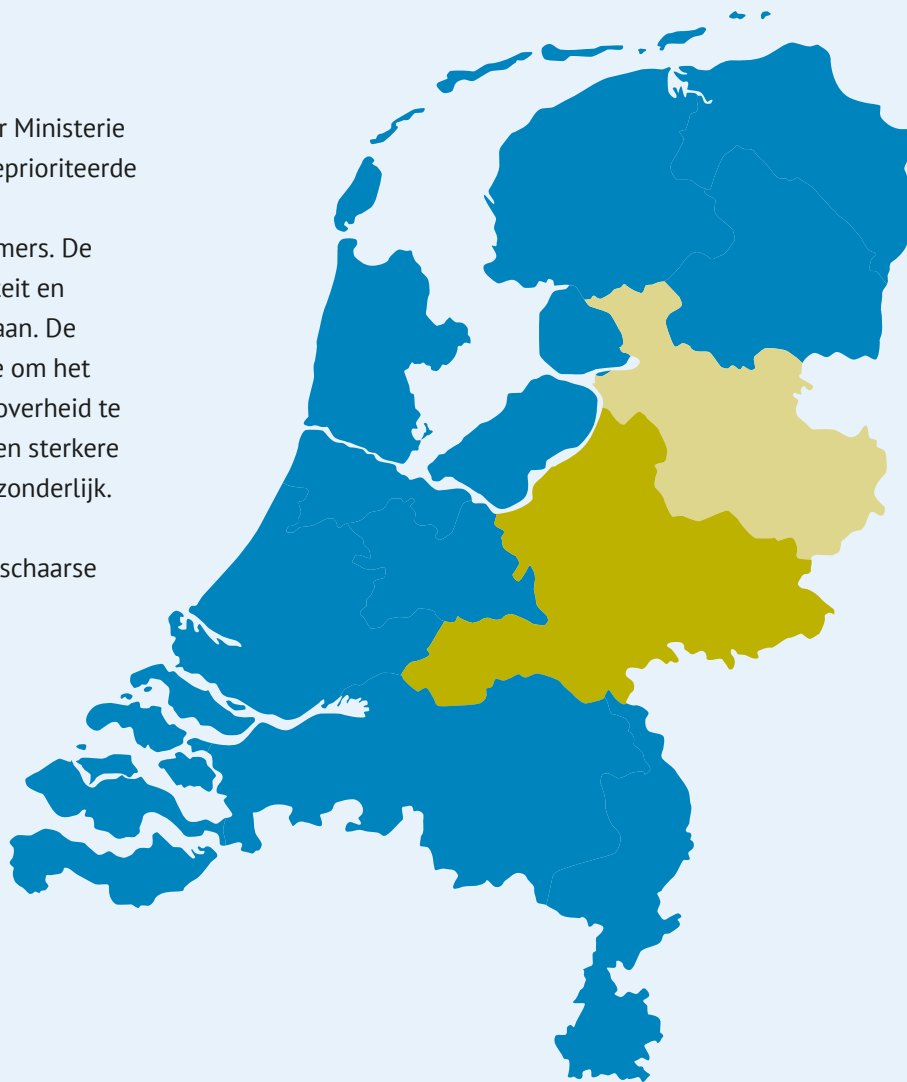 r Ministerie
eprioriteerde
mers. De
eit en
aan. De
e om het
overheid te
en sterkere
zonderlijk.
schaarse